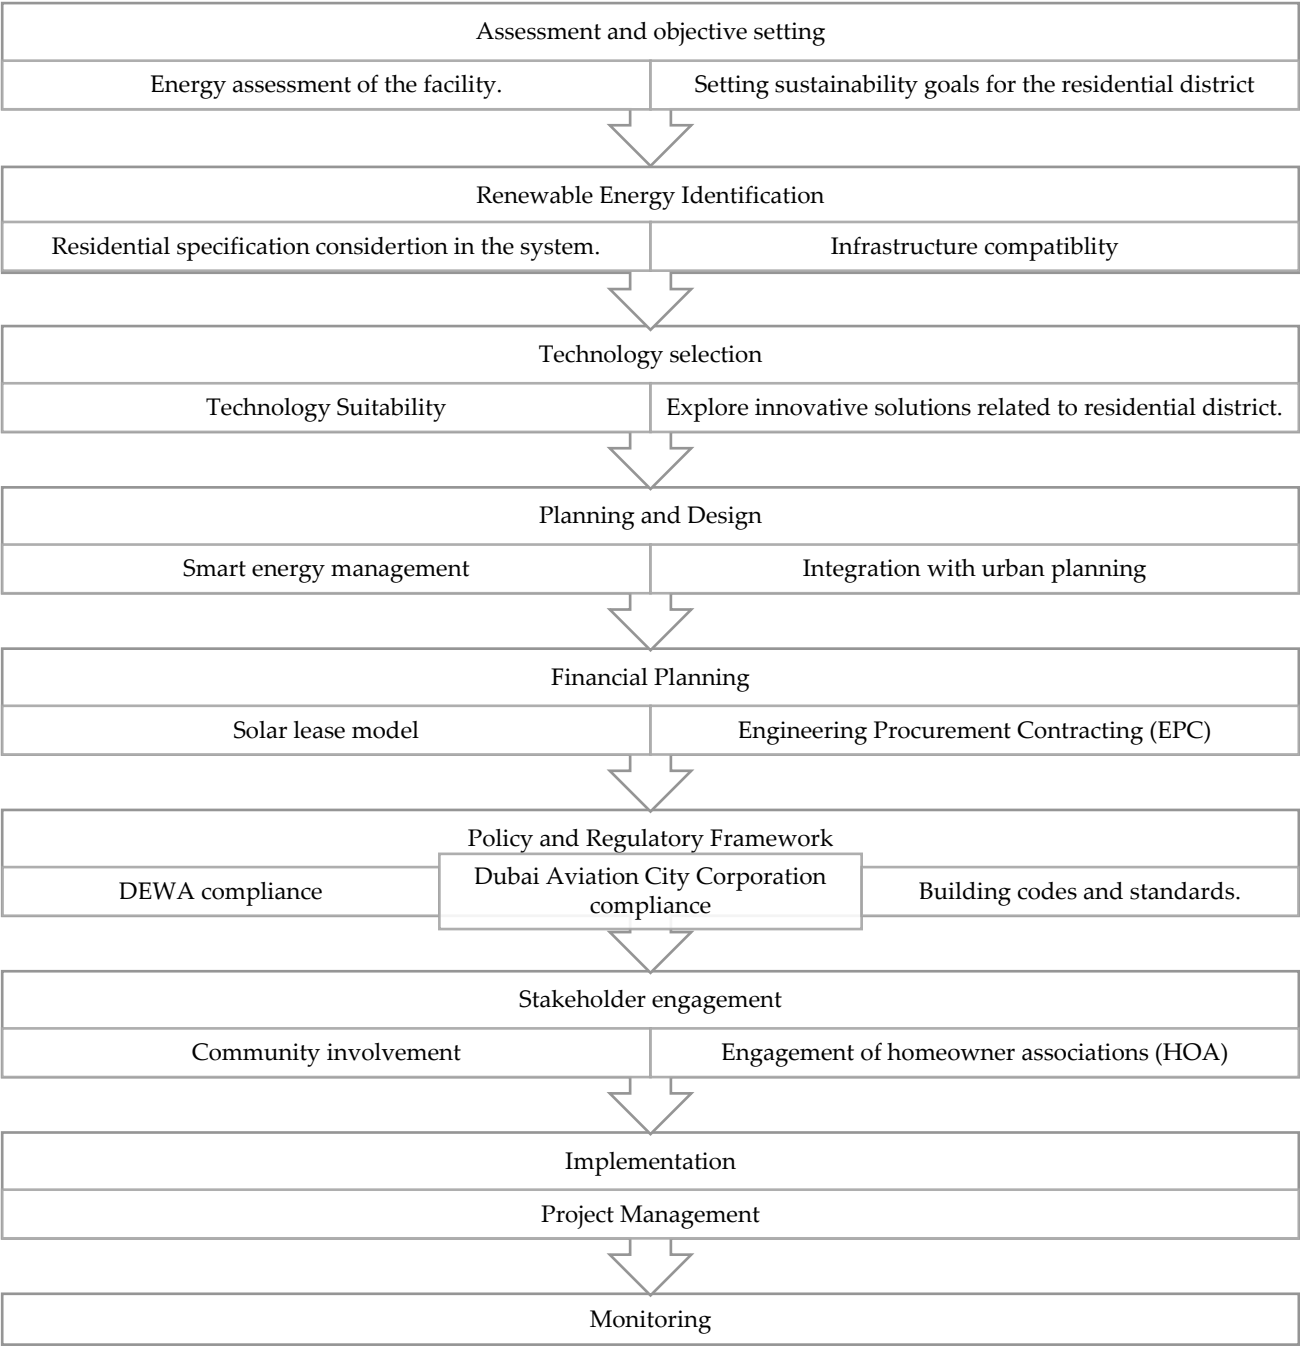 Assessment and objective setting
Energy assessment of the facility.
Setting sustainability goals for the residential district
Renewable Energy Identification
Residential specification considertion in the system.
Infrastructure compatiblity
Technology selection
Technology Suitability
Explore innovative solutions related to residential district.
Planning and Design
Smart energy management
Integration with urban planning
Financial Planning
Solar lease model
Engineering Procurement Contracting (EPC)
Policy and Regulatory Framework
DEWA compliance
Dubai Aviation City Corporation
compliance
Building codes and standards.
Stakeholder engagement
Community involvement
Engagement of homeowner associations (HOA)
Implementation
Project Management
Monitoring